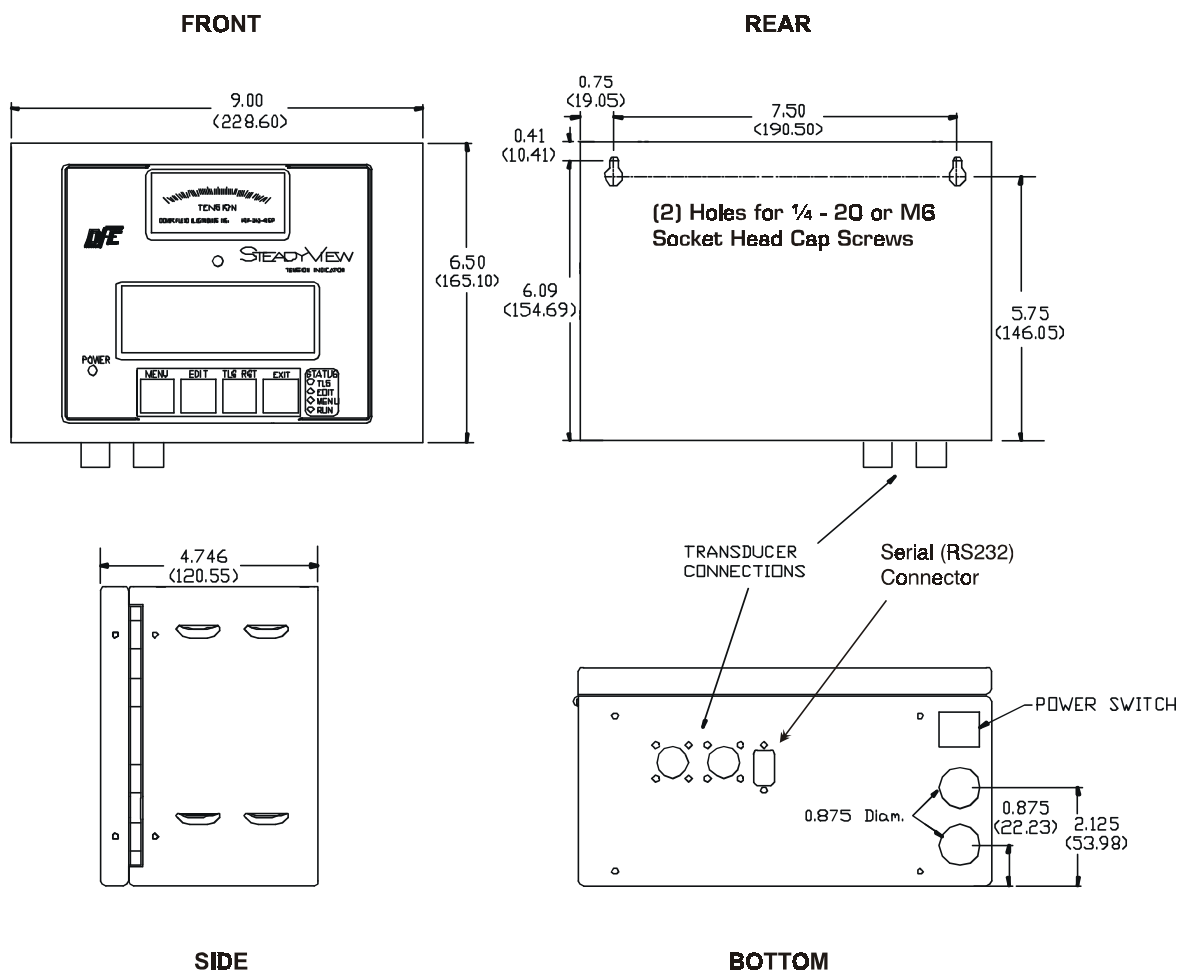 FRONT
REAR
9.00
(228.60)
0.75
(19.05)
7.50
(190.50)
0.41
(10.41)
TENSION
DFE
STEADYVIEW
TENSION INDICATOR
6.50
(165.10)
(2) Holes for ¼ - 20 or M6
Socket Head Cap Screws
6.09
(154.69)
5.75
(146.05)
POWER
MENU
EDIT
TLS RST
EXIT
STATUS
TLS
EDIT
MENU
RUN
4.746
(120.55)
TRANSDUCER
CONNECTIONS
Serial (RS232)
Connector
POWER SWITCH
0.875 Diam.
0.875
(22.23)
2.125
(53.98)
SIDE
BOTTOM